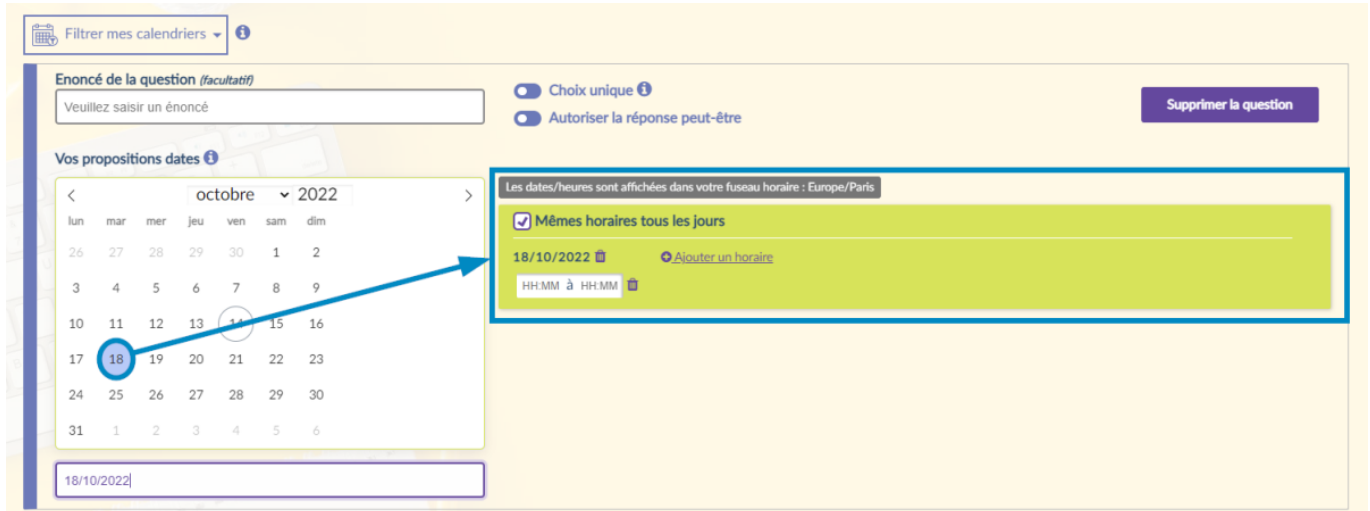 Filtrer mes calendriers
Enoncé de la question (facultatif)
Veuillez saisir un énoncé
Choix unique
Autoriser la réponse peut-être
Supprimer la question
Vos propositions dates
octobre 2022
lun mar mer jeu ven sam dim
26 27 28 29 30 1 2
3 4 5 6 7 8 9
10 11 12 13 14 15 16
17 18 19 20 21 22 23
24 25 26 27 28 29 30
31 1 2 3 4 5 6
18/10/2022
Les dates/heures sont affichées dans votre fuseau horaire : Europe/Paris
Mêmes horaires tous les jours
18/10/2022 Ajouter un horaire
HH:MM à HH:MM